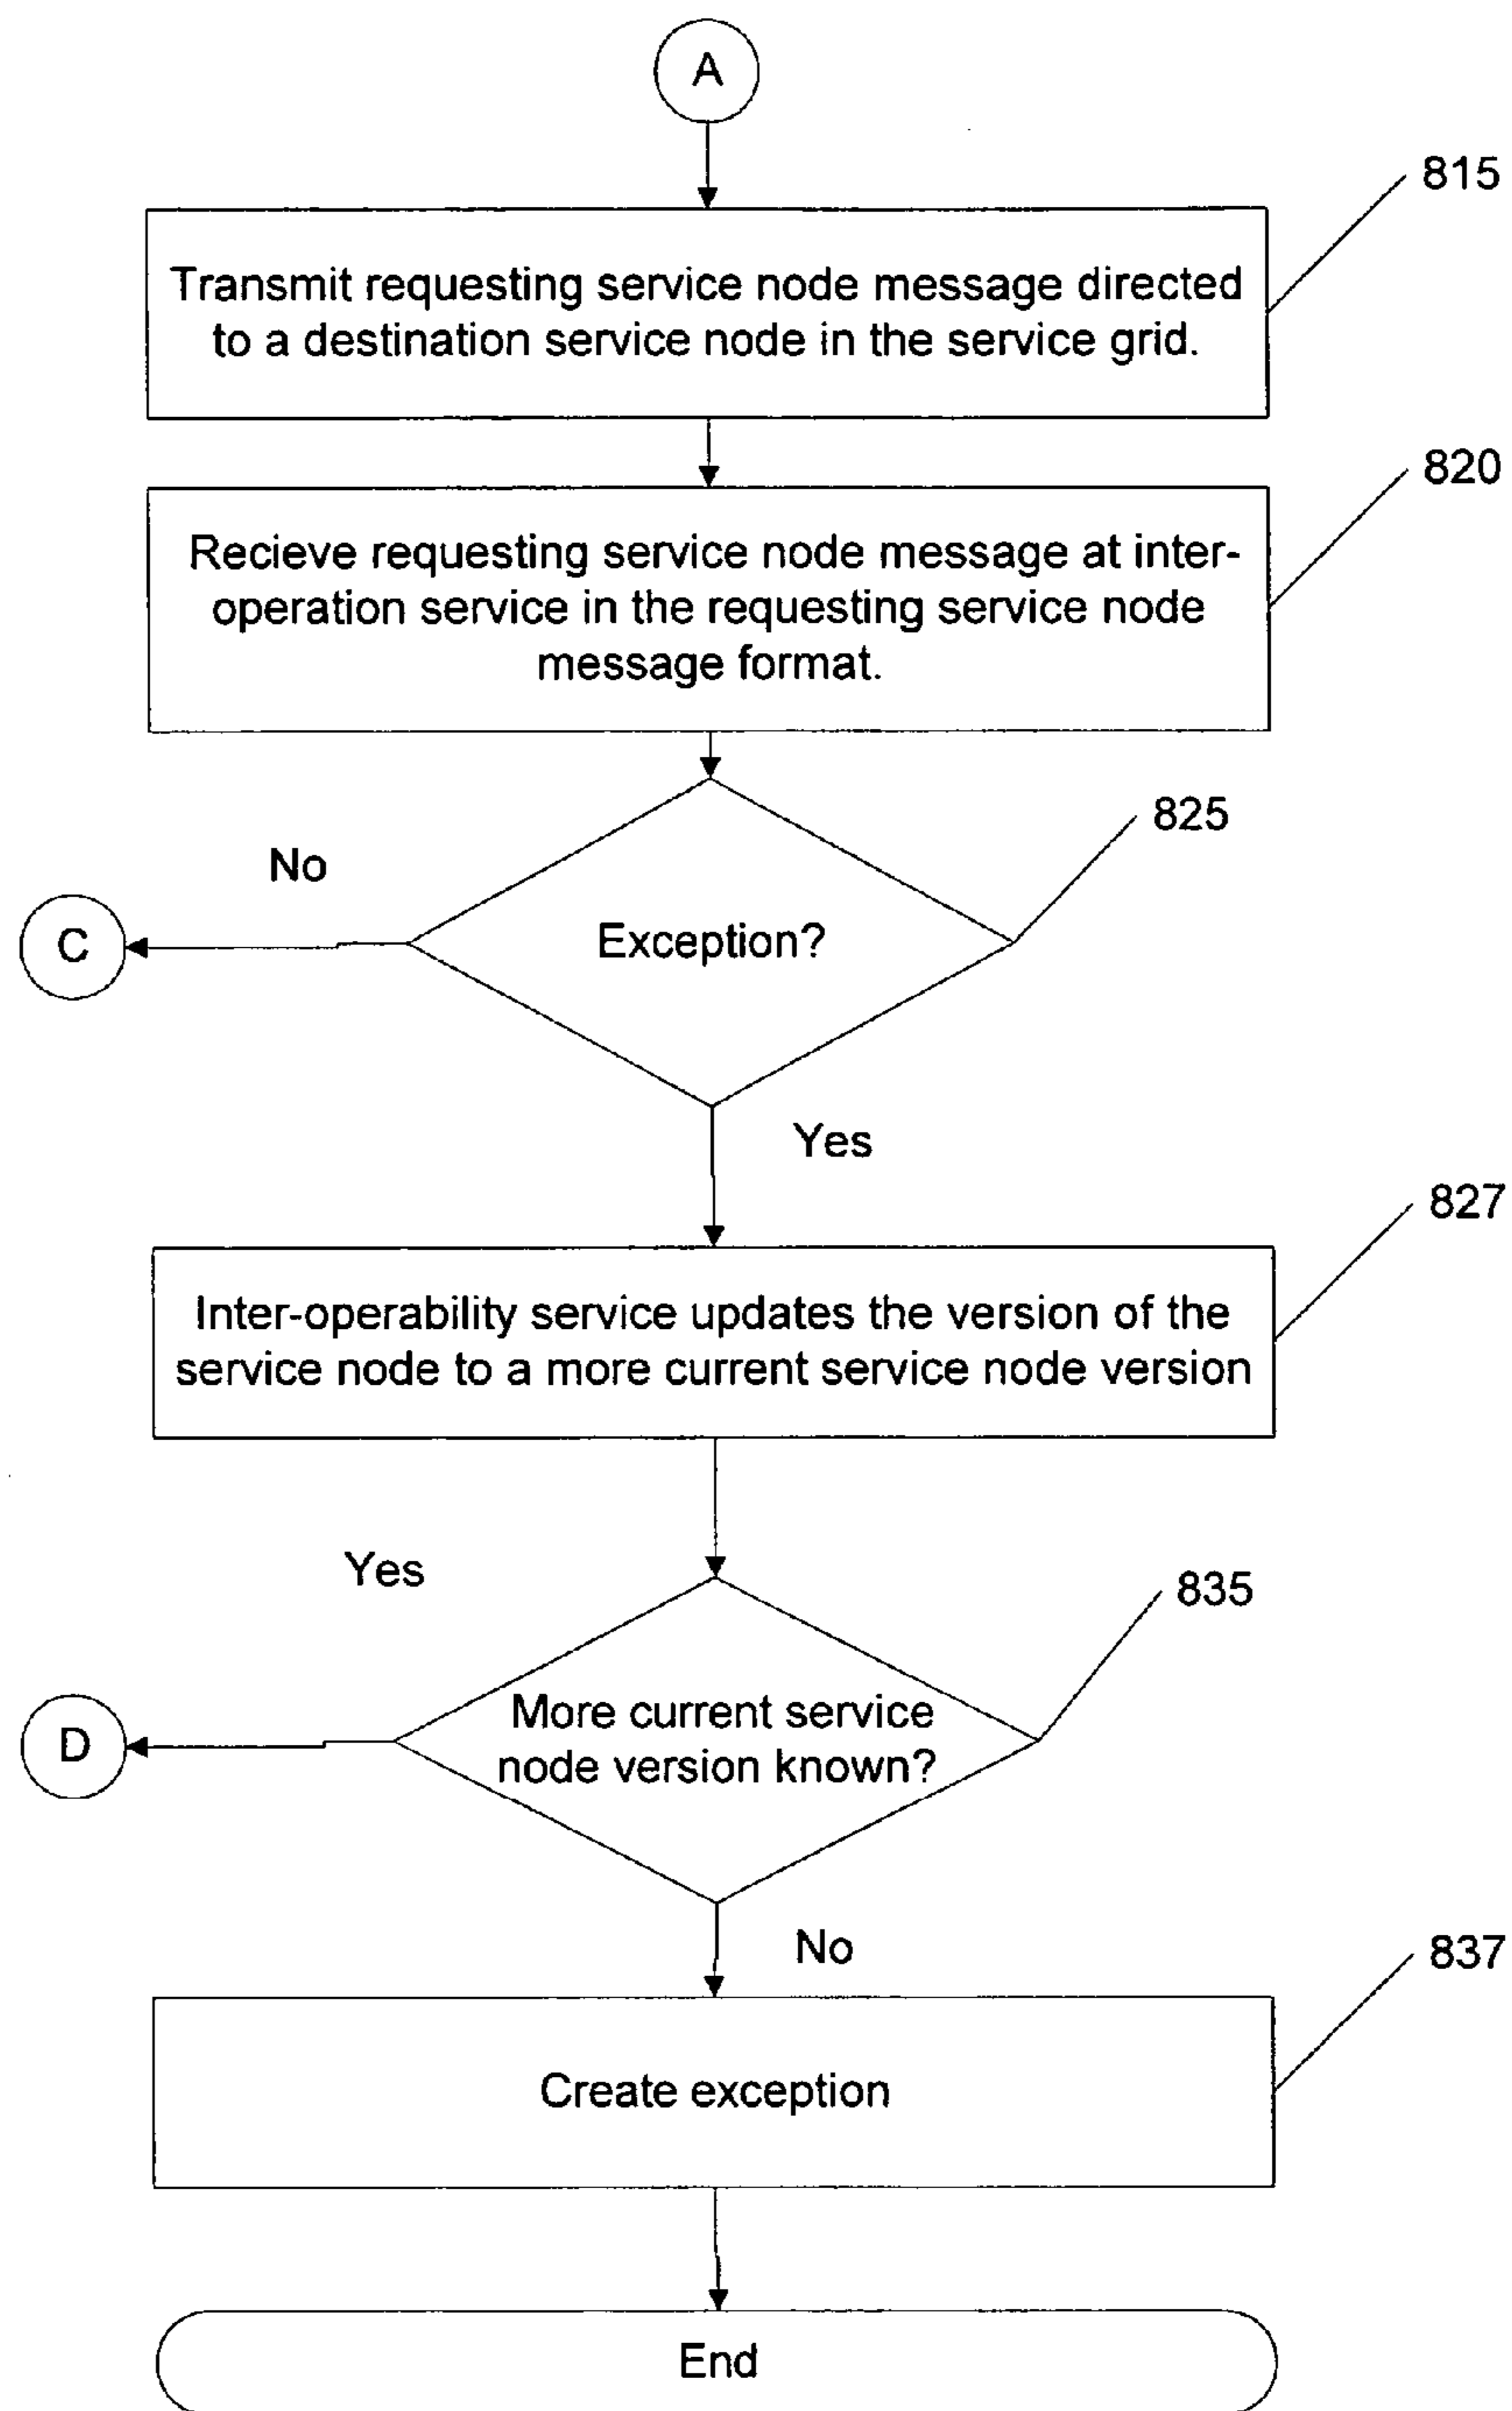 A
815
Transmit requesting service node message directed
to a destination service node in the service grid.
820
Recieve requesting service node message at inter-
operation service in the requesting service node
message format.
825
No
C
Exception?
Yes
827
Inter-operability service updates the version of the
service node to a more current service node version
Yes
835
D
More current service
node version known?
No
837
Create exception
End